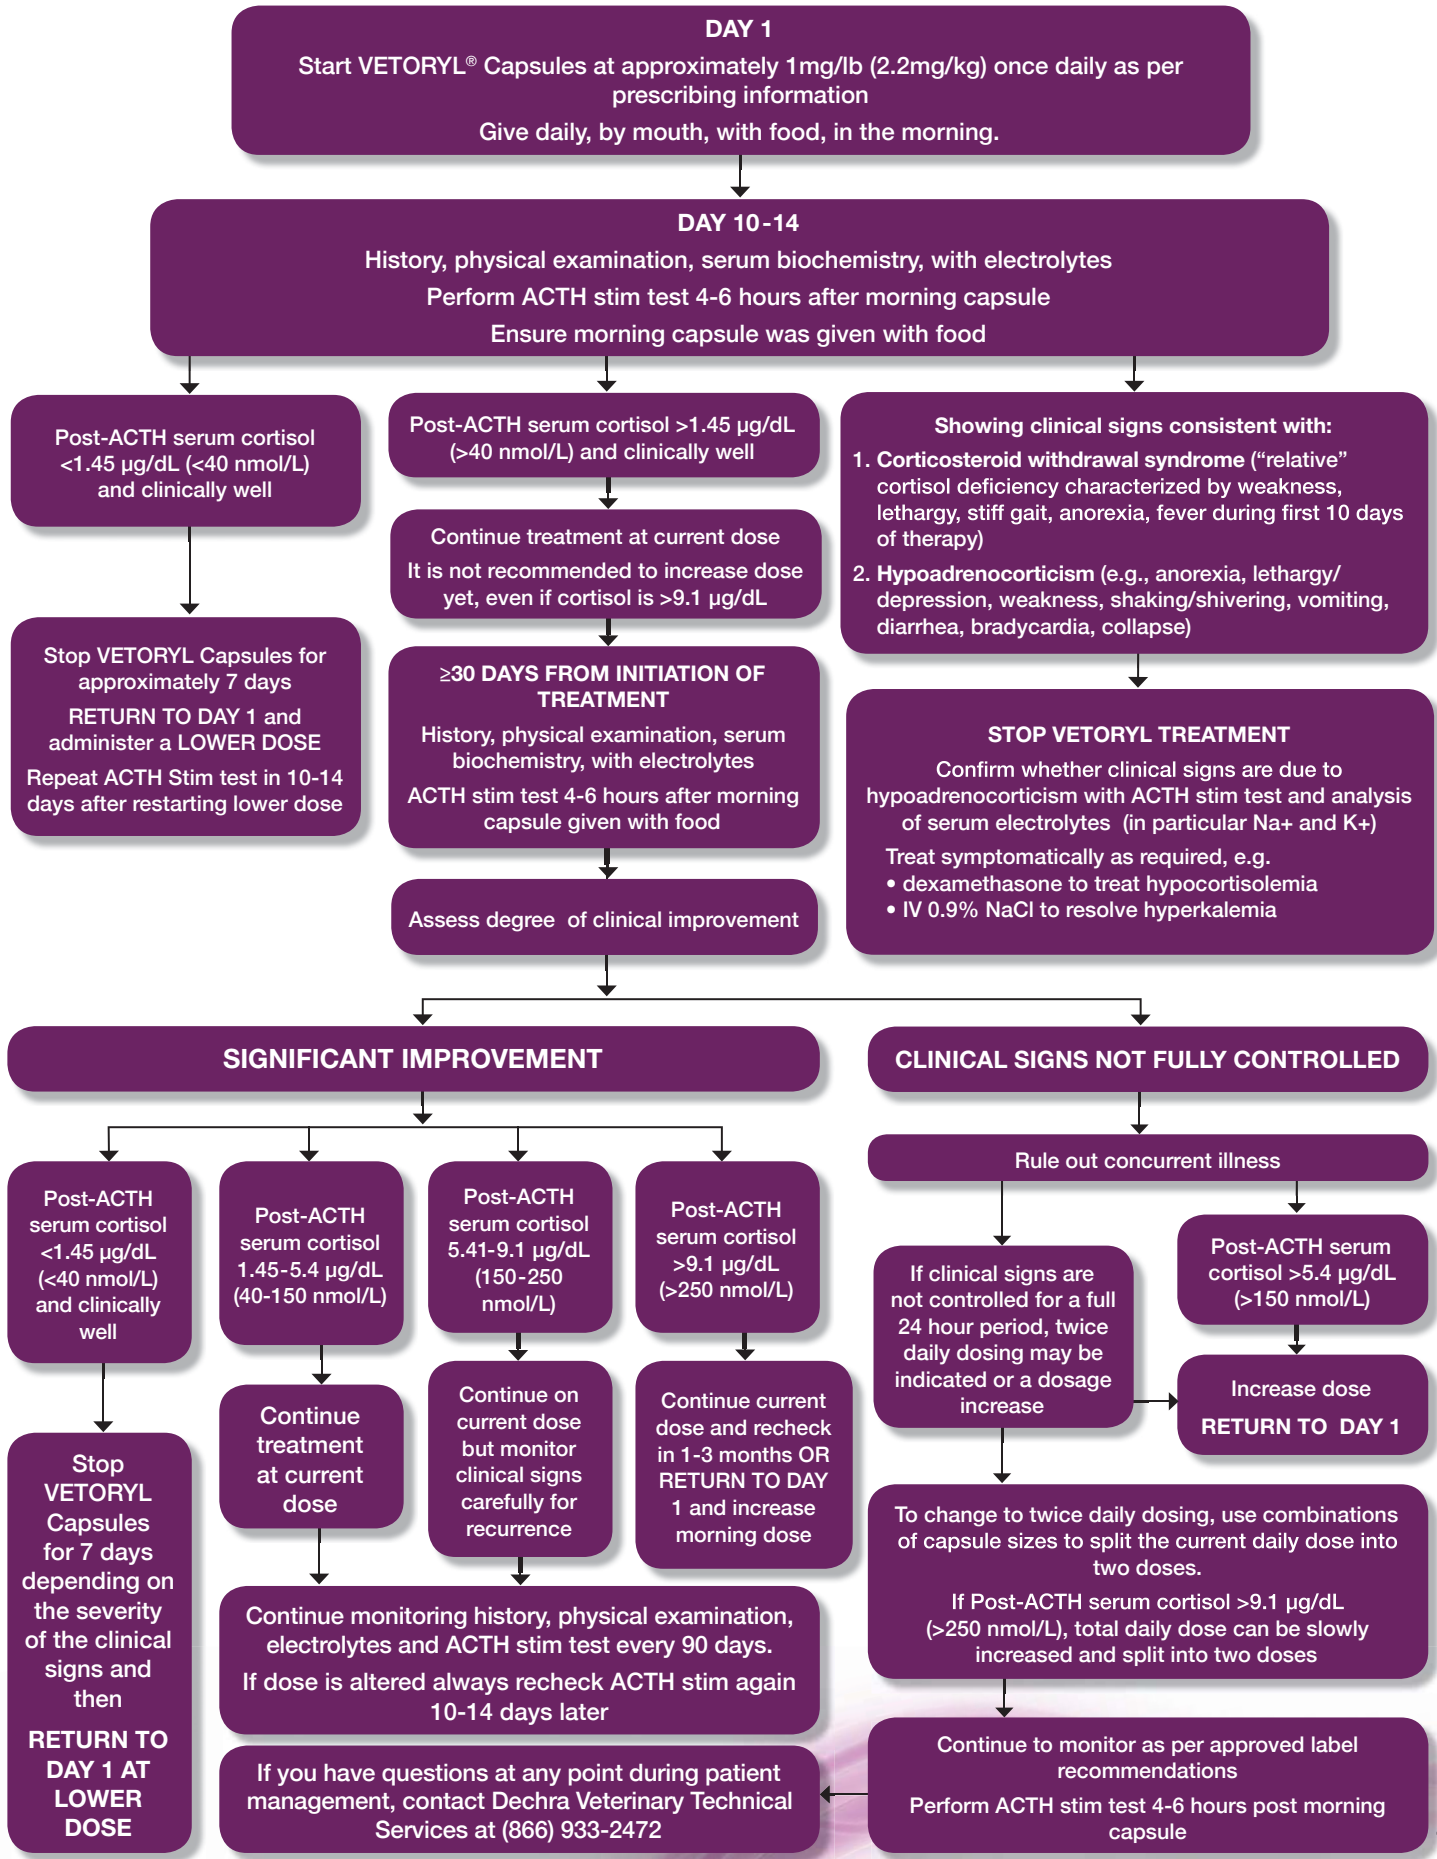 DAY 1
Start VETORYL® Capsules at approximately 1mg/lb (2.2mg/kg) once daily as per
prescribing information
Give daily, by mouth, with food, in the morning.
DAY 10-14
History, physical examination, serum biochemistry, with electrolytes
Perform ACTH stim test 4-6 hours after morning capsule
Ensure morning capsule was given with food
Post-ACTH serum cortisol
<1.45 µg/dL (<40 nmol/L)
and clinically well
Stop VETORYL Capsules for
approximately 7 days
RETURN TO DAY 1 and
administer a LOWER DOSE
Repeat ACTH Stim test in 10-14
days after restarting lower dose
Post-ACTH serum cortisol >1.45 µg/dL
(>40 nmol/L) and clinically well
Continue treatment at current dose
It is not recommended to increase dose
yet, even if cortisol is >9.1 µg/dL
≥30 DAYS FROM INITIATION OF
TREATMENT
History, physical examination, serum
biochemistry, with electrolytes
ACTH stim test 4-6 hours after morning
capsule given with food
Assess degree of clinical improvement
Showing clinical signs consistent with:
1. Corticosteroid withdrawal syndrome (“relative”
cortisol deficiency characterized by weakness,
lethargy, stiff gait, anorexia, fever during first 10 days
of therapy)
2. Hypoadrenocorticism (e.g., anorexia, lethargy/
depression, weakness, shaking/shivering, vomiting,
diarrhea, bradycardia, collapse)
STOP VETORYL TREATMENT
Confirm whether clinical signs are due to
hypoadrenocorticism with ACTH stim test and analysis
of serum electrolytes (in particular Na+ and K+)
Treat symptomatically as required, e.g.
• dexamethasone to treat hypocortisolemia
• IV 0.9% NaCl to resolve hyperkalemia
SIGNIFICANT IMPROVEMENT
Post-ACTH
serum cortisol
<1.45 µg/dL
(<40 nmol/L)
and clinically
well
Stop
VETORYL
Capsules
for 7 days
depending on
the severity
of the clinical
signs and
then
RETURN TO
DAY 1 AT
LOWER
DOSE
Post-ACTH
serum cortisol
1.45-5.4 µg/dL
(40-150 nmol/L)
Continue
treatment
at current
dose
Post-ACTH
serum cortisol
5.41-9.1 µg/dL
(150-250
nmol/L)
Continue on
current dose
but monitor
clinical signs
carefully for
recurrence
Post-ACTH
serum cortisol
>9.1 µg/dL
(>250 nmol/L)
Continue current
dose and recheck
in 1-3 months OR
RETURN TO DAY
1 and increase
morning dose
Continue monitoring history, physical examination,
electrolytes and ACTH stim test every 90 days.
If dose is altered always recheck ACTH stim again
10-14 days later
CLINICAL SIGNS NOT FULLY CONTROLLED
Rule out concurrent illness
If clinical signs are
not controlled for a full
24 hour period, twice
daily dosing may be
indicated or a dosage
increase
Post-ACTH serum
cortisol >5.4 µg/dL
(>150 nmol/L)
Increase dose
RETURN TO DAY 1
To change to twice daily dosing, use combinations
of capsule sizes to split the current daily dose into
two doses.
If Post-ACTH serum cortisol >9.1 µg/dL
(>250 nmol/L), total daily dose can be slowly
increased and split into two doses
Continue to monitor as per approved label
recommendations
Perform ACTH stim test 4-6 hours post morning
capsule
If you have questions at any point during patient
management, contact Dechra Veterinary Technical
Services at (866) 933-2472